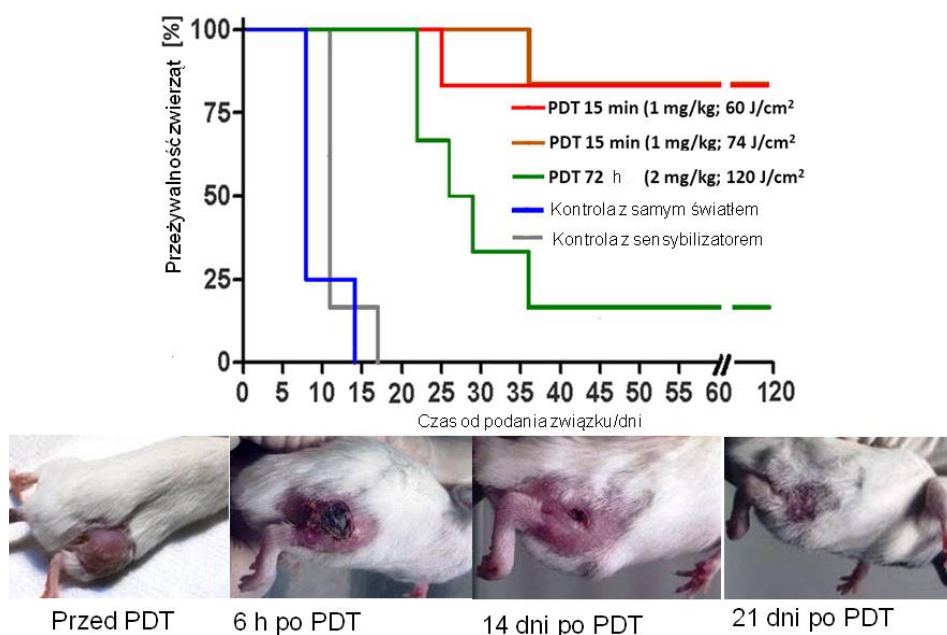 Przeżywalność zwierząt [%]
100
75
50
25
0
PDT 15 min (1 mg/kg; 60 J/cm²
PDT 15 min (1 mg/kg; 74 J/cm²
PDT 72 h (2 mg/kg; 120 J/cm²
Kontrola z samym światłem
Kontrola z sensybilizatorem
0 5 10 15 20 25 30 35 40 45 50 55 60 120
Czas od podania związku/dni
Przed PDT
6 h po PDT
14 dni po PDT
21 dni po PDT